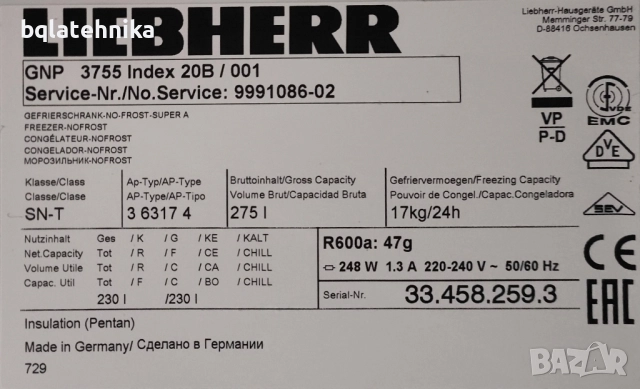 bqlatehnika
LIEBHERR
Liebherr-Hausgeräte GmbH
Memminger Str. 77-79
D-88416 Ochsenhausen
GNP 3755 Index 20B / 001
Service-Nr./No.Service: 9991086-02
VP
P-D
VDE
EMC
GEFRIERSCHRANK-NO-FROST-SUPER A
FREEZER-NOFROST
CONGÉLATEUR-NOFROST
CONGELADOR-NOFROST
МОРОЗИЛЬНИК-NOFROST
DVE
Klasse/Class
Clase/Classe
SN-T
Ap-Typ/AP-Type
AP-Type/AP-Tipo
3 6317 4
Bruttoinhalt/Gross Capacity
Volume Brut/Capacidad Bruta
275 l
Gefriervermoegen/Freezing Capacity
Pouvoir de Congel./Capac.Congeladora
17kg/24h
SEV
Nutzinhalt Ges / K / G / KE / KALT
Net.Capacity Tot / R / F / CE / CHILL
Volume Utile Tot / R / C / CA / CHILL
Capac. Util Tot / F / C / BO / CHILL
230 l /230 l
R600a: 47g
248 W 1.3 A 220-240 V ~ 50/60 Hz
Serial-Nr. 33.458.259.3
CE
EAC
Insulation (Pentan)
Made in Germany/ Сделано в Германии
729
bazar